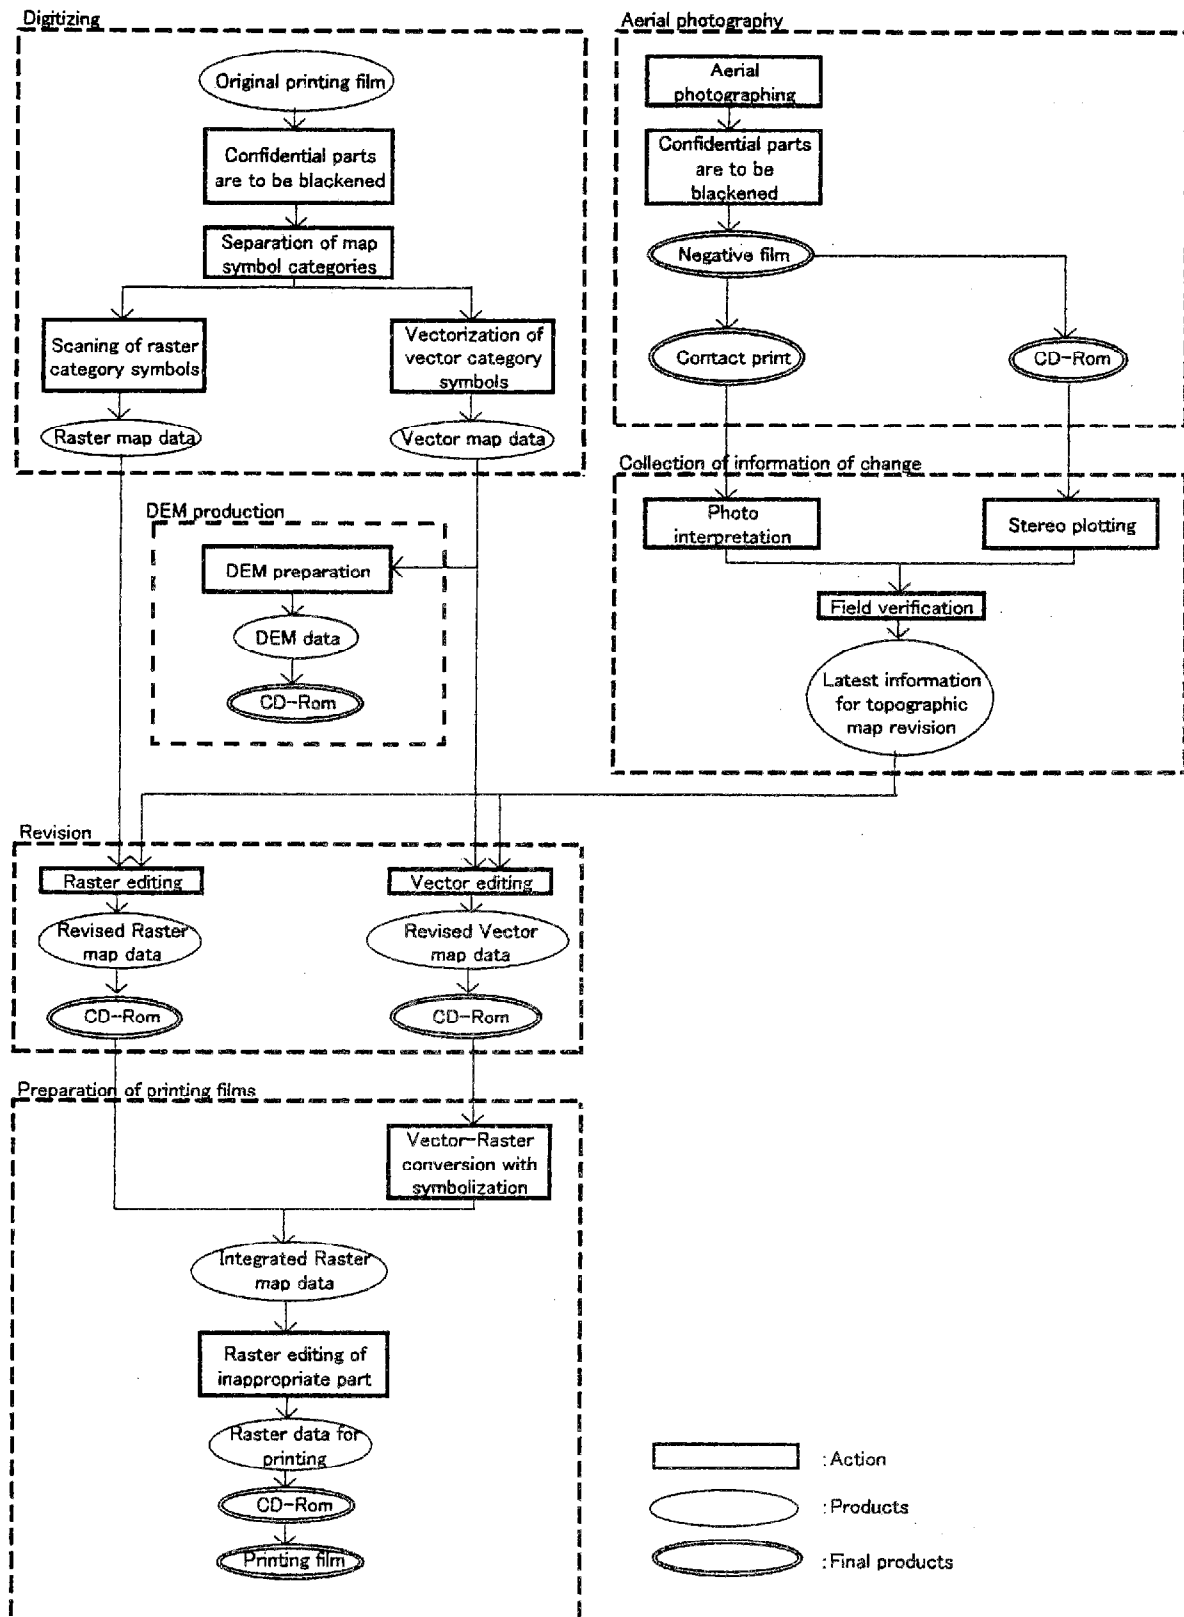 Digitizing
Original printing film
Confidential parts
are to be blackened
Separation of map
symbol categories
Scaning of raster
category symbols
Vectorization of
vector category
symbols
Raster map data
Vector map data
Aerial photography
Aerial
photographing
Confidential parts
are to be
blackened
Negative film
Contact print
CD-Rom
Collection of information of change
Photo
interpretation
Stereo plotting
Field verification
Latest information
for topographic
map revision
DEM production
DEM preparation
DEM data
CD-Rom
Revision
Raster editing
Vector editing
Revised Raster
map data
Revised Vector
map data
CD-Rom
CD-Rom
Preparation of printing films
Vector-Raster
conversion with
symbolization
Integrated Raster
map data
Raster editing of
inappropriate part
Raster data for
printing
CD-Rom
Printing film
:Action
:Products
:Final products